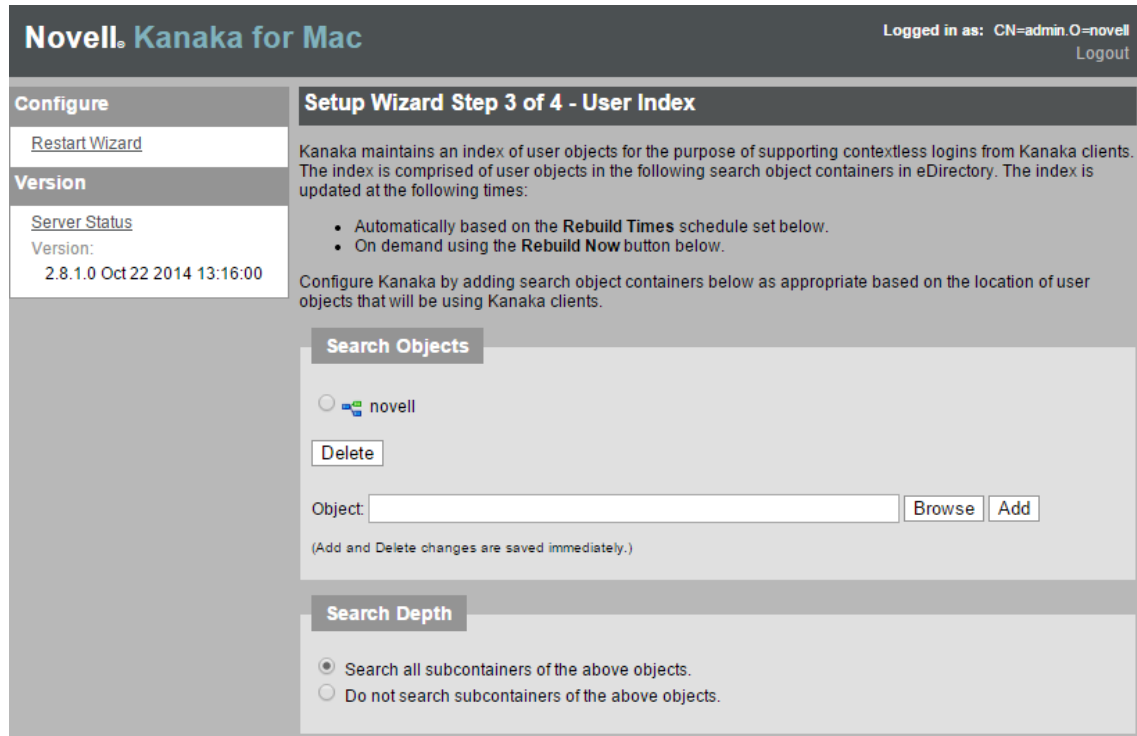 Novell® Kanaka for Mac
Logged in as: CN=admin.O=novell
Logout
Configure
Restart Wizard
Version
Server Status
Version:
2.8.1.0 Oct 22 2014 13:16:00
Setup Wizard Step 3 of 4 - User Index
Kanaka maintains an index of user objects for the purpose of supporting contextless logins from Kanaka clients.
The index is comprised of user objects in the following search object containers in eDirectory. The index is
updated at the following times:
• Automatically based on the Rebuild Times schedule set below.
• On demand using the Rebuild Now button below.
Configure Kanaka by adding search object containers below as appropriate based on the location of user
objects that will be using Kanaka clients.
Search Objects
novell
Delete
Object:
Browse
Add
(Add and Delete changes are saved immediately.)
Search Depth
Search all subcontainers of the above objects.
Do not search subcontainers of the above objects.